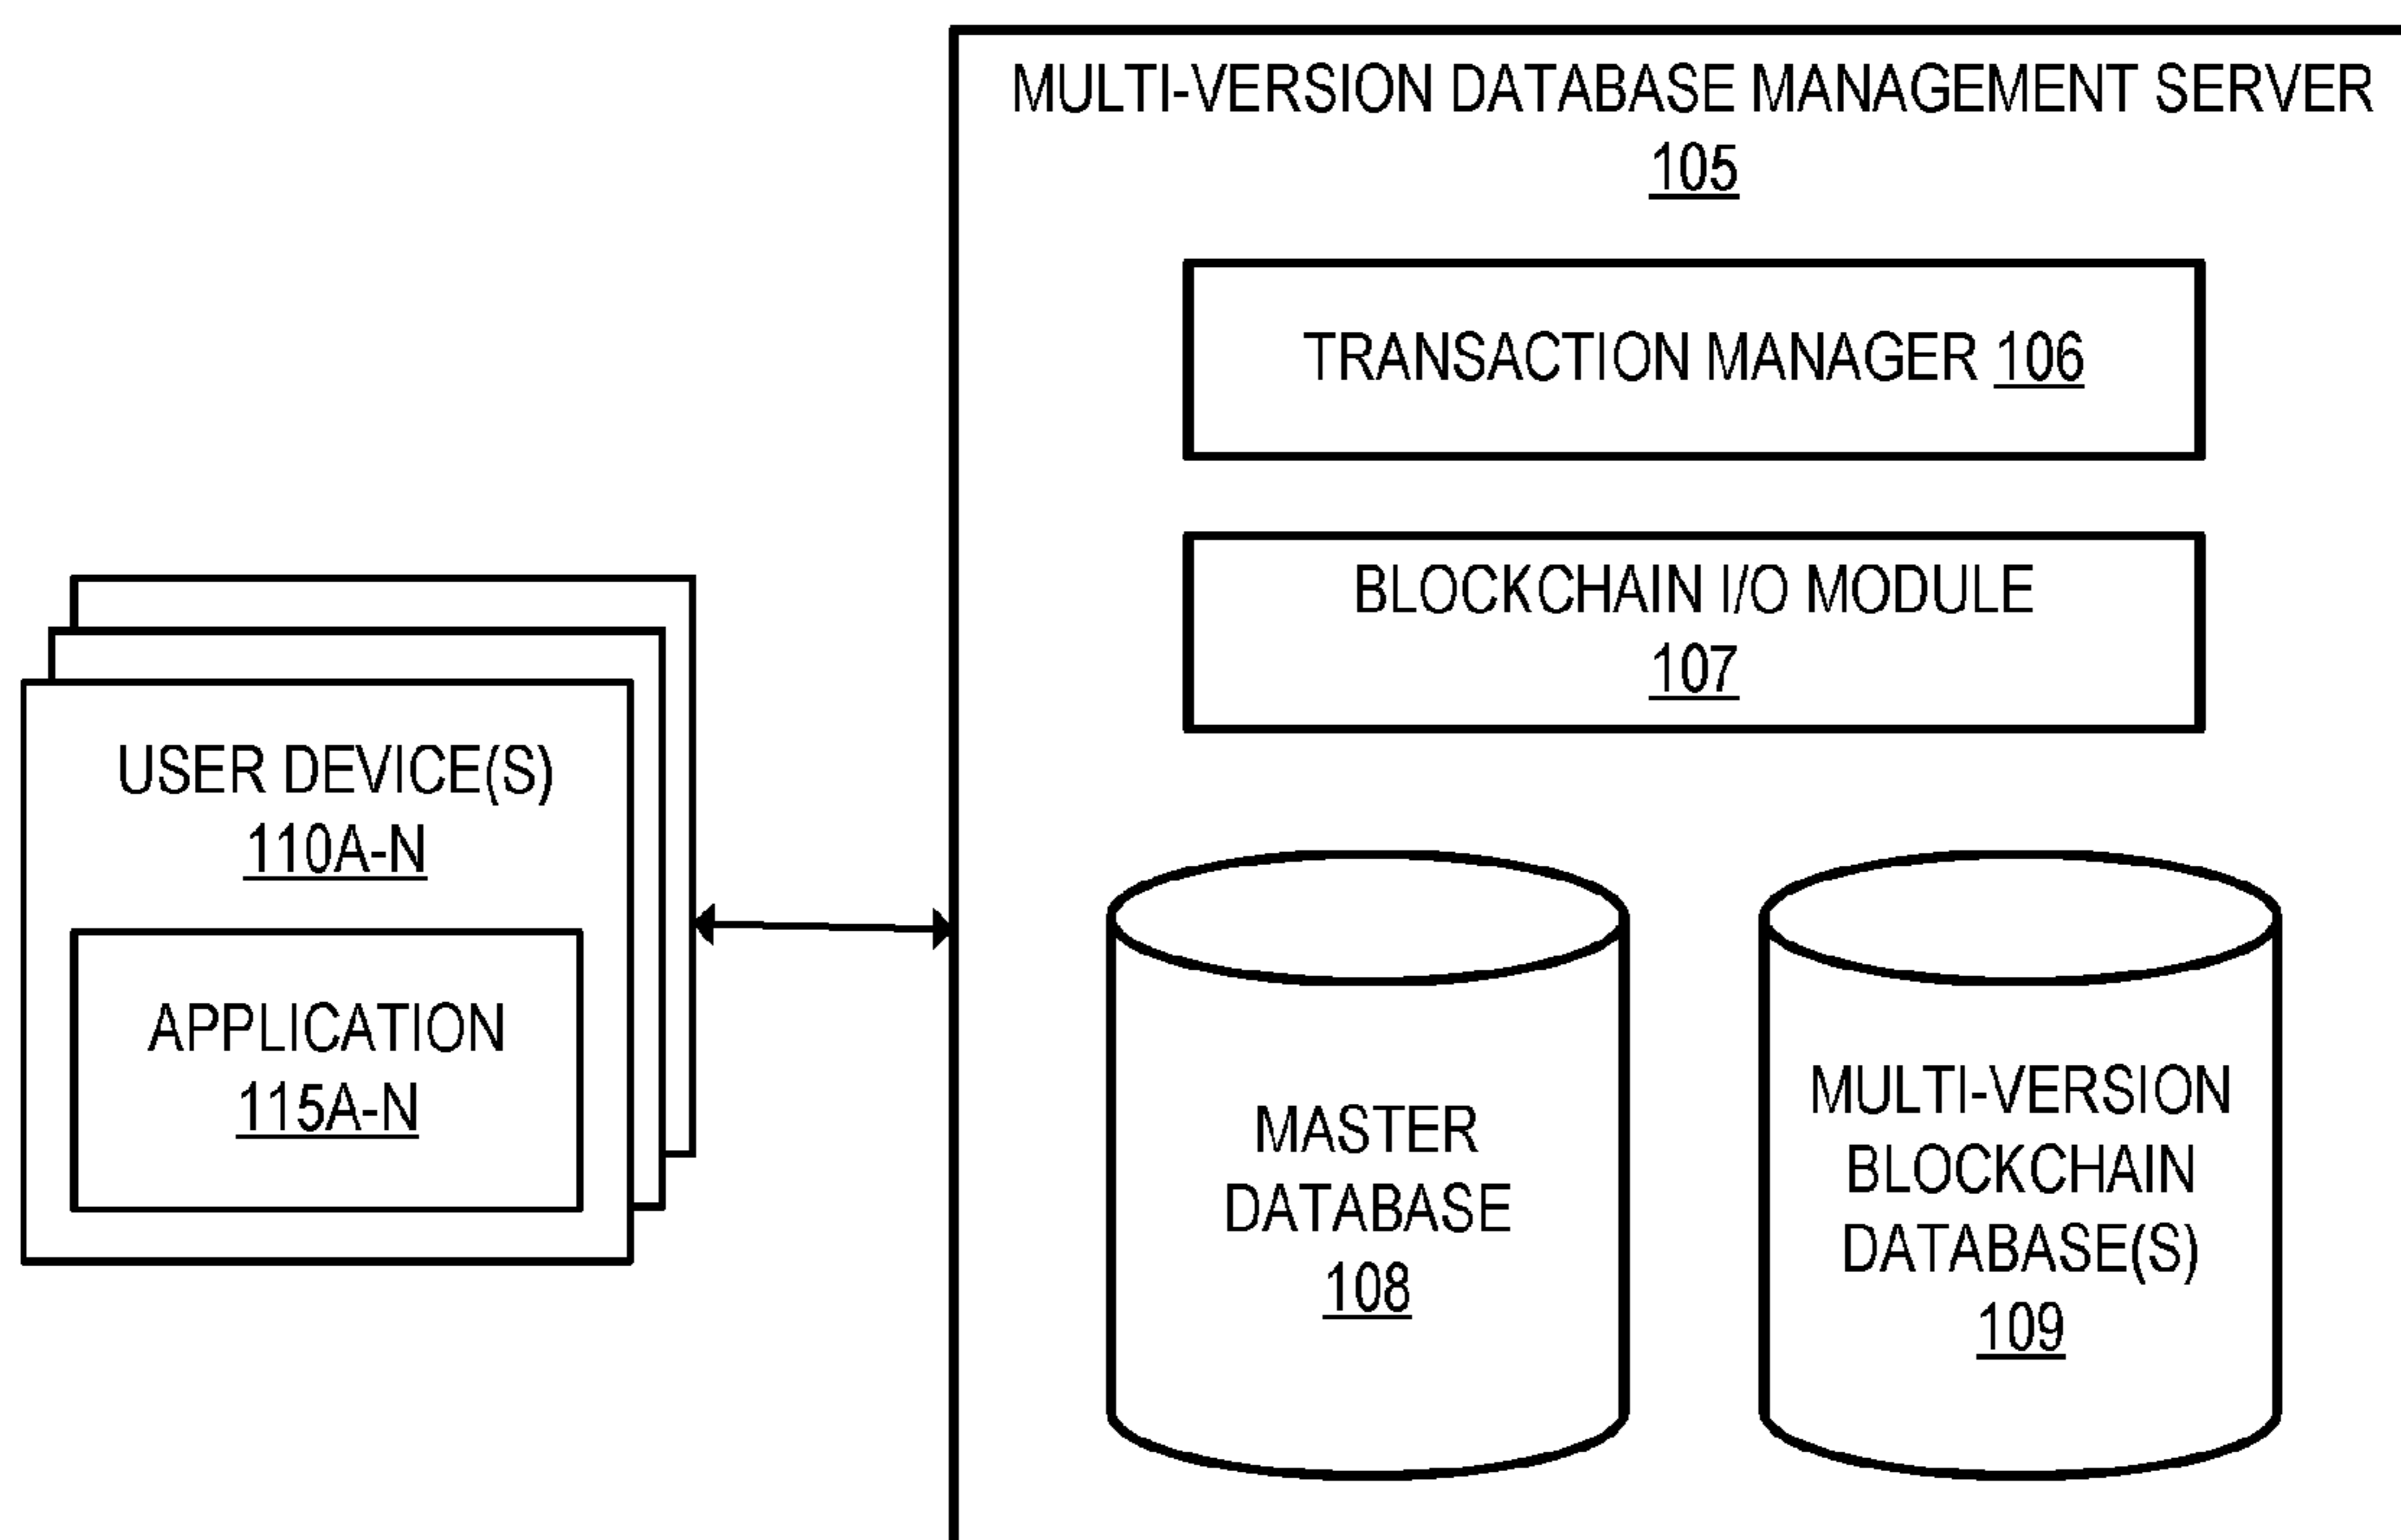 MULTI-VERSION DATABASE MANAGEMENT SERVER
105
TRANSACTION MANAGER 106
BLOCKCHAIN I/O MODULE
107
USER DEVICE(S)
110A-N
APPLICATION
115A-N
MASTER
DATABASE
108
MULTI-VERSION
BLOCKCHAIN
DATABASE(S)
109